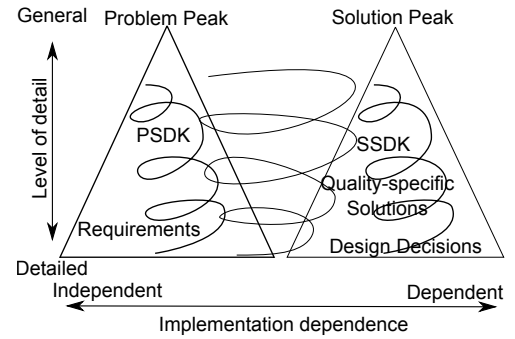 General
Problem Peak
Solution Peak
Level of detail
PSDK
SSDK
Quality-specific
Solutions
Requirements
Design Decisions
Detailed
Independent
Dependent
Implementation dependence